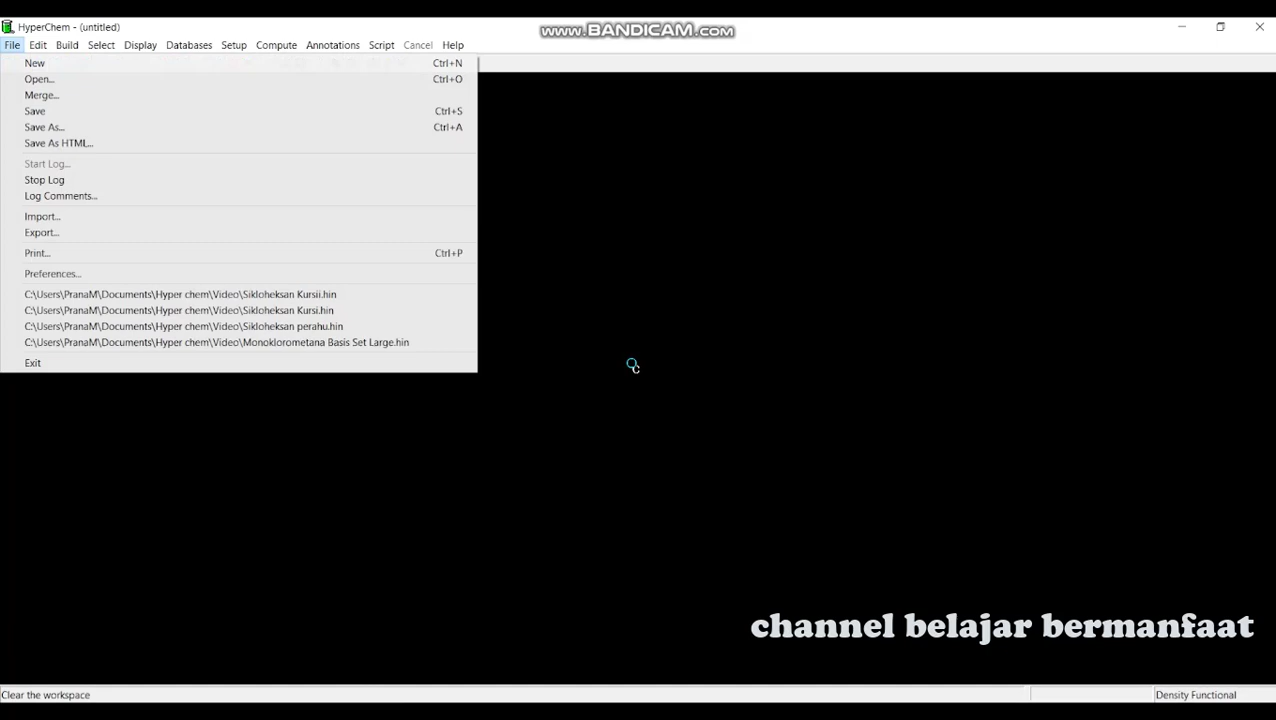 HyperChem - (untitled)
www.BANDICAM.com
File Edit Build Select Display Databases Setup Compute Annotations Script Cancel Help
New Ctrl+N
Open... Ctrl+O
Merge...
Save Ctrl+S
Save As... Ctrl+A
Save As HTML...
Start Log...
Stop Log
Log Comments...
Import...
Export...
Print... Ctrl+P
Preferences...
C:\Users\PranaM\Documents\Hyper chem\Video\Sikloheksan Kursii.hin
C:\Users\PranaM\Documents\Hyper chem\Video\Sikloheksan Kursi.hin
C:\Users\PranaM\Documents\Hyper chem\Video\Sikloheksan perahu.hin
C:\Users\PranaM\Documents\Hyper chem\Video\Monoklorometana Basis Set Large.hin
Exit
channel belajar bermanfaat
Clear the workspace
Density Functional